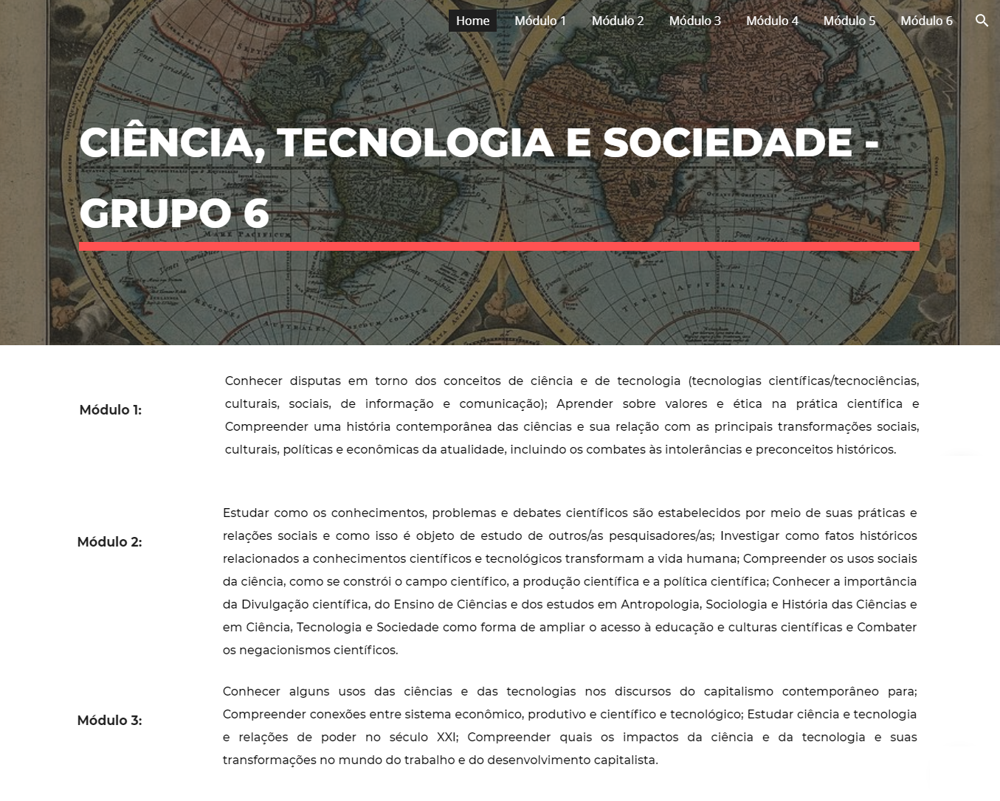 Home Módulo 1 Módulo 2 Módulo 3 Módulo 4 Módulo 5 Módulo 6
CIÊNCIA, TECNOLOGIA E SOCIEDADE -
GRUPO 6
MARE PACIFICUM
TERRA AUSTRALIS INCOGNITA
Módulo 1:
Conhecer disputas em torno dos conceitos de ciência e de tecnologia (tecnologias científicas/tecnociências,
culturais, sociais, de informação e comunicação); Aprender sobre valores e ética na prática científica e
Compreender uma história contemporânea das ciências e sua relação com as principais transformações sociais,
culturais, políticas e econômicas da atualidade, incluindo os combates às intolerâncias e preconceitos históricos.
Módulo 2:
Estudar como os conhecimentos, problemas e debates científicos são estabelecidos por meio de suas práticas e
relações sociais e como isso é objeto de estudo de outros/as pesquisadores/as; Investigar como fatos históricos
relacionados a conhecimentos científicos e tecnológicos transformam a vida humana; Compreender os usos sociais
da ciência, como se constrói o campo científico, a produção científica e a política científica; Conhecer a importância
da Divulgação científica, do Ensino de Ciências e dos estudos em Antropologia, Sociologia e História das Ciências e
em Ciência, Tecnologia e Sociedade como forma de ampliar o acesso à educação e culturas científicas e Combater
os negacionismos científicos.
Módulo 3:
Conhecer alguns usos das ciências e das tecnologias nos discursos do capitalismo contemporâneo para;
Compreender conexões entre sistema econômico, produtivo e científico e tecnológico; Estudar ciência e tecnologia
e relações de poder no século XXI; Compreender quais os impactos da ciência e da tecnologia e suas
transformações no mundo do trabalho e do desenvolvimento capitalista.